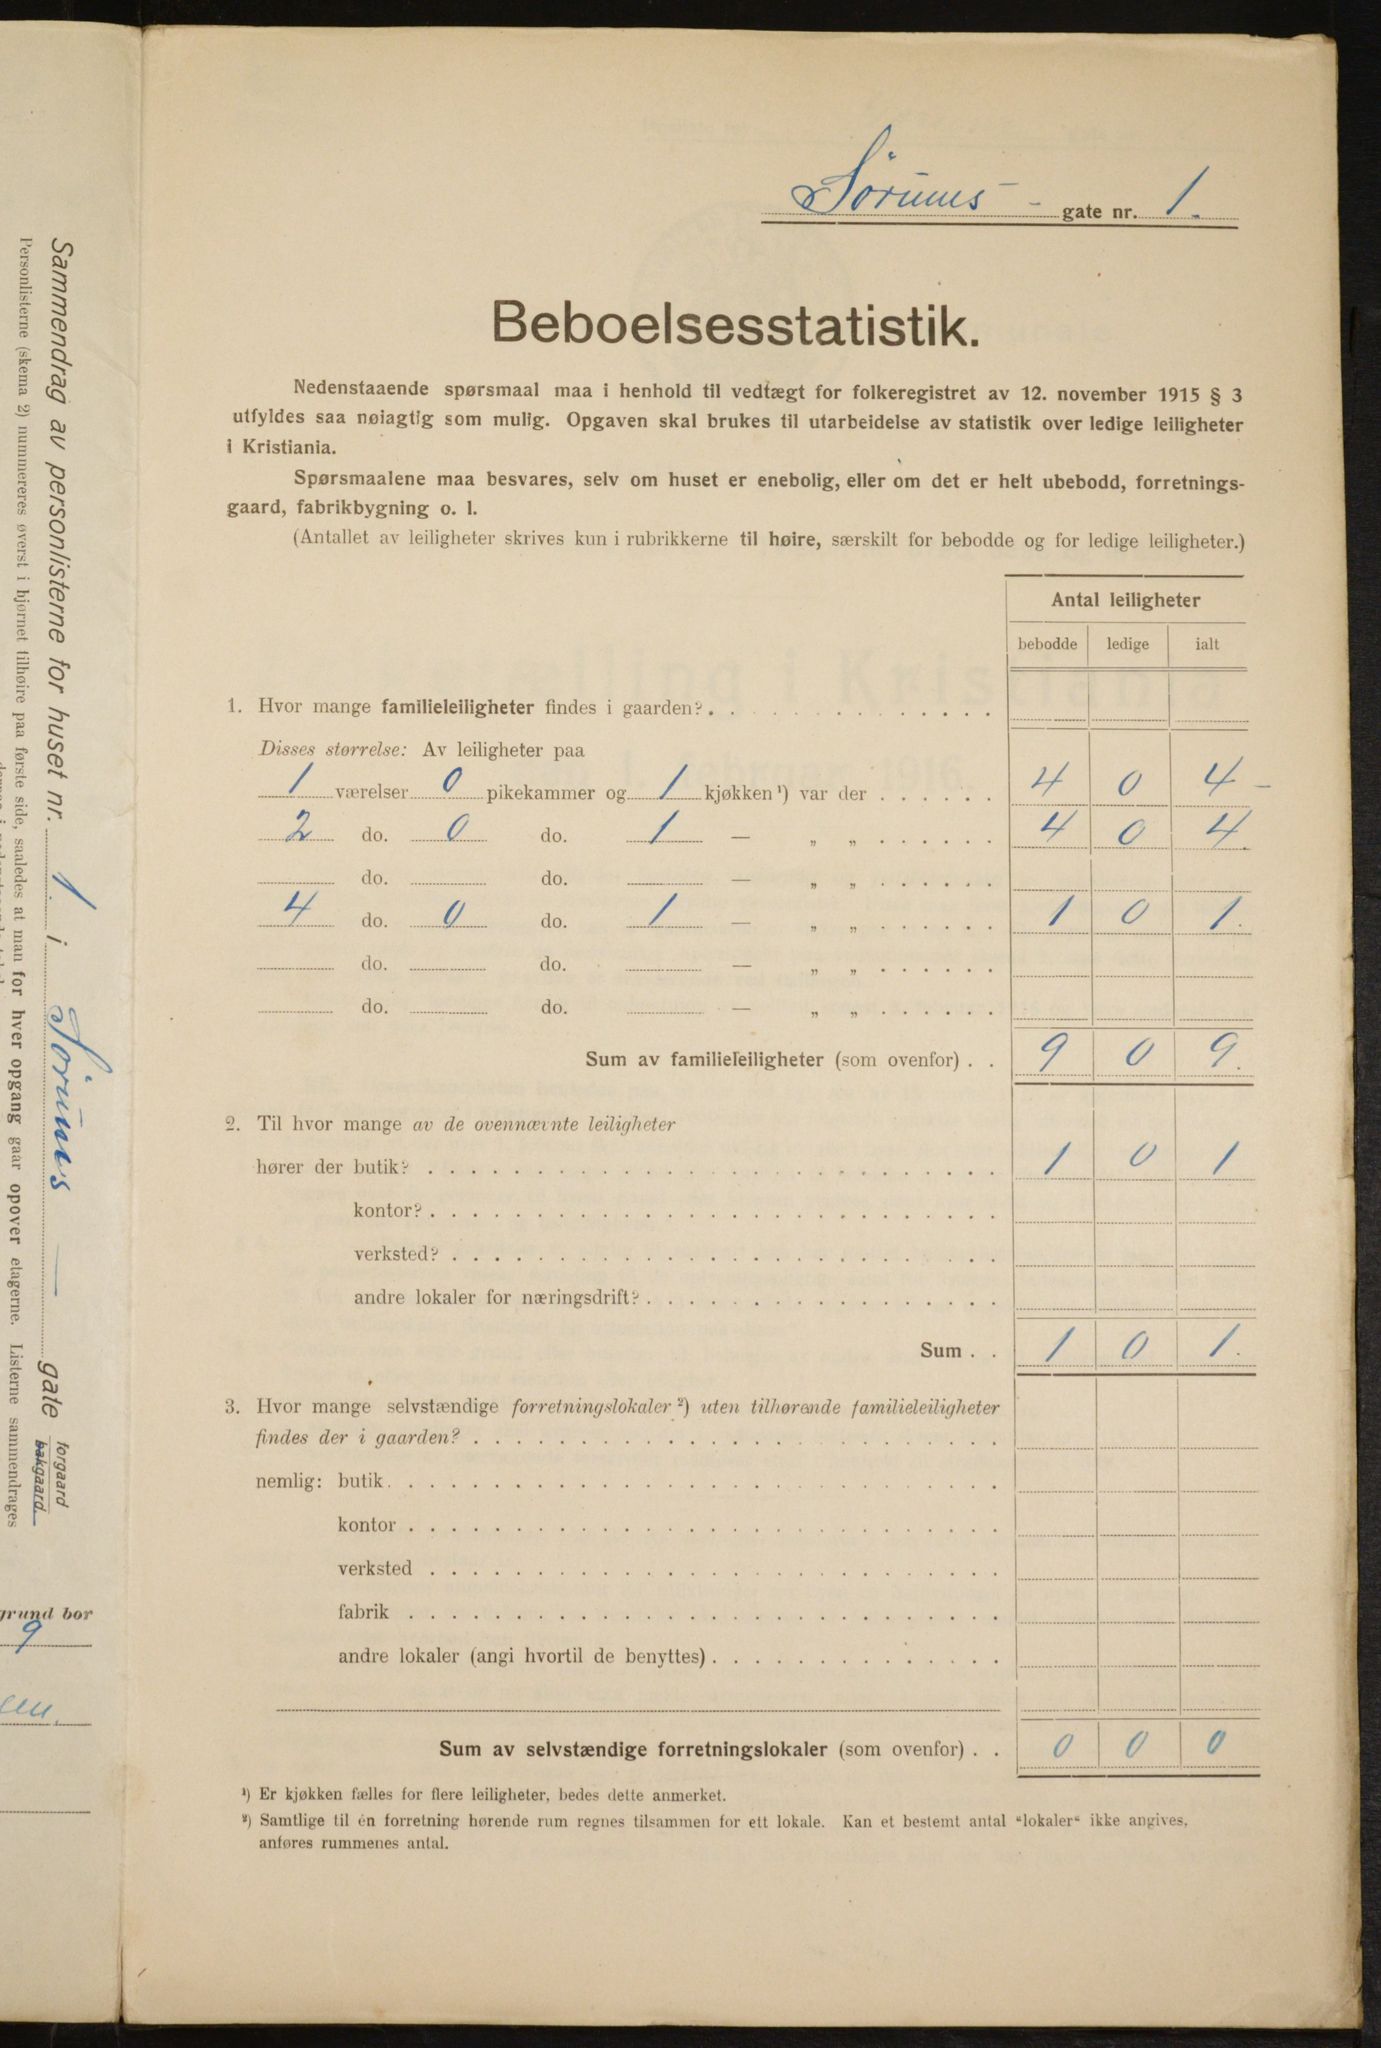 Sørums - gate nr. 1.
Beboelsesstatistik.
Nedenstaaende spørsmaal maa i henhold til vedtægt for folkeregistret av 12. november 1915 § 3
utfyldes saa nøiagtig som mulig. Opgaven skal brukes til utarbeidelse av statistik over ledige leiligheter
i Kristiania.
Spørsmaalene maa besvares, selv om huset er enebolig, eller om det er helt ubebodd, forretnings-
gaard, fabrikbygning o. l.
(Antallet av leiligheter skrives kun i rubrikkerne til høire, særskilt for bebodde og for ledige leiligheter.)
Antal leiligheter
bebodde ledige ialt
1. Hvor mange familieleiligheter findes i gaarden? . . . . . . . . . . . . . .
Disses størrelse: Av leiligheter paa
1 værelser 0 pikekammer og 1 kjøkken ¹) var der . . . . . . 4 0 4 -
2 do. 0 do. 1 — „ „ . . . . . . 4 0 4.
do. do. — „ „ . . . . . .
4 do. 0 do. 1 — „ „ . . . . . . 1 0 1.
do. do. — „ „ . . . . . .
do. do. — „ „ . . . . . .
Sum av familieleiligheter (som ovenfor) . . 9 0 9.
2. Til hvor mange av de ovennævnte leiligheter
hører der butik? . . . . . . . . . . . . . . . . . . . . . . 1 0 1
kontor? . . . . . . . . . . . . . . . . . . . . . .
verksted? . . . . . . . . . . . . . . . . . . . . .
andre lokaler for næringsdrift? . . . . . . . . . . . . . .
Sum . . 1 0 1.
3. Hvor mange selvstændige forretningslokaler ²) uten tilhørende familieleiligheter
findes der i gaarden? . . . . . . . . . . . . . . . . . . . .
nemlig: butik . . . . . . . . . . . . . . . . . . . . . . .
kontor . . . . . . . . . . . . . . . . . . . . . .
verksted . . . . . . . . . . . . . . . . . . . . . .
fabrik . . . . . . . . . . . . . . . . . . . . . .
andre lokaler (angi hvortil de benyttes) . . . . . . . . . . . . . .
Sum av selvstændige forretningslokaler (som ovenfor) . . 0 0 0
¹) Er kjøkken fælles for flere leiligheter, bedes dette anmerket.
²) Samtlige til én forretning hørende rum regnes tilsammen for ett lokale. Kan et bestemt antal "lokaler" ikke angives,
anføres rummenes antal.
Sammendrag av personlisterne for huset nr. 1. i Sørums — gate forgaard
bakgaard
Personlisterne (skema 2) nummereres øverst i hjørnet tilhøire paa første side, saaledes at man for hver opgang gaar opover etagerne. Listerne sammendrages
grund bor
9